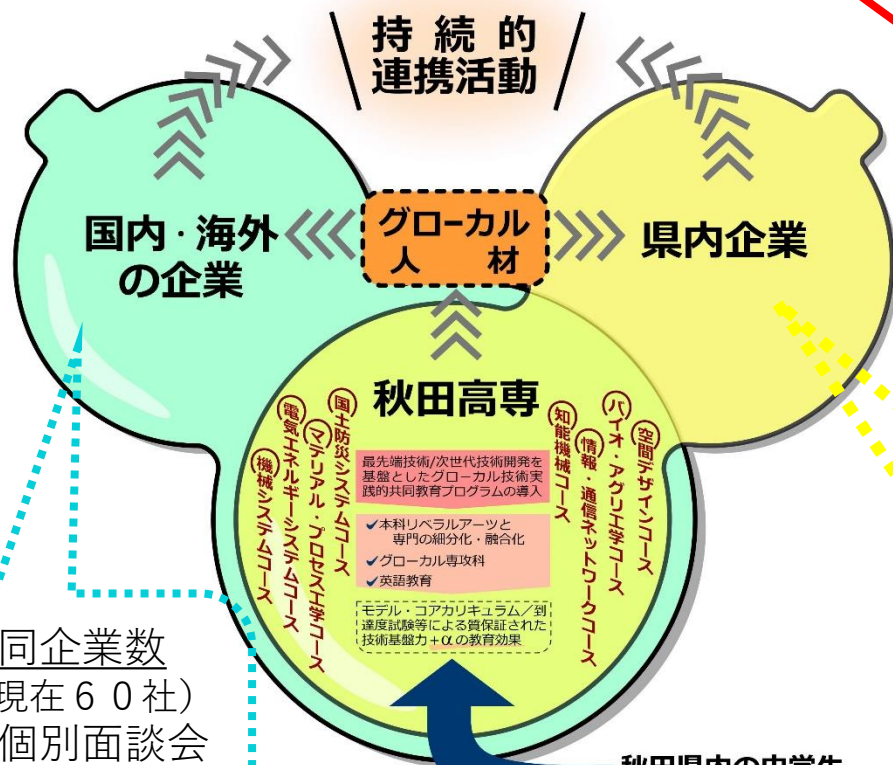 持続的
連携活動
国内・海外
の企業
グローカル
人材
県内企業
秋田高専
機械システムコース
電気エネルギーシステムコース
マテリアル・プロセス工学コース
国土防災システムコース
知能機械コース
情報・通信ネットワークコース
バイオ・アグリ工学コース
空間デザインコース
最先端技術/次世代技術開発を
基盤としたグローカル技術実
践的共同教育プログラムの導入
✓本科リベラルアーツと
専門の細分化・融合化
✓グローカル専攻科
✓英語教育
モデル・コアカリキュラム／到
達度試験等による質保証された
技術基盤力+αの教育効果
同企業数
現在６０社）
個別面談会
秋田県内の中学生